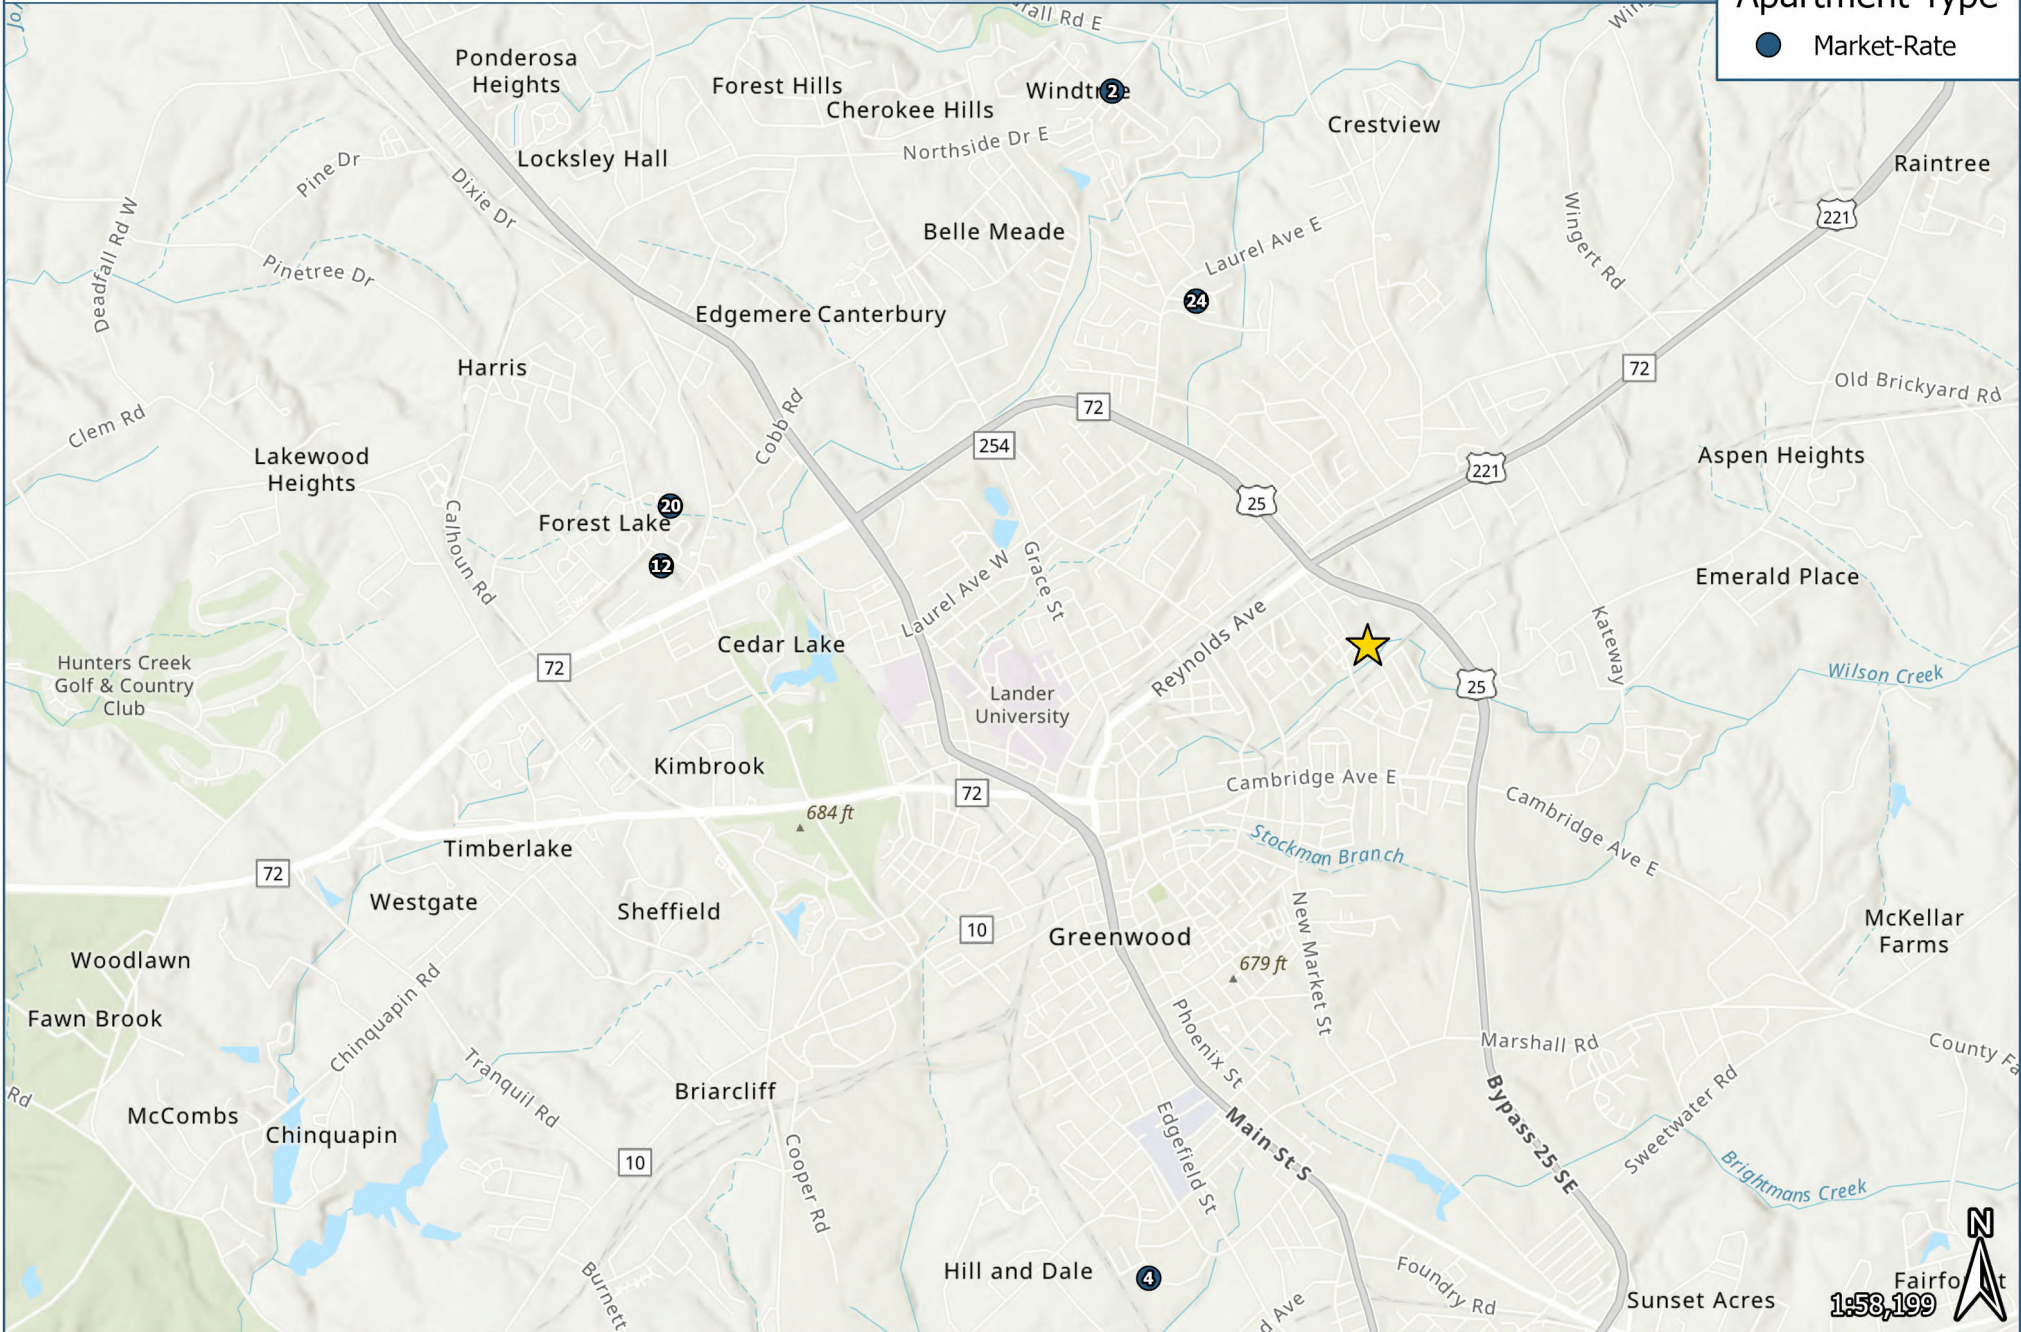 Apartment Type
Market-Rate
Ponderosa
Heights
Forest Hills
Cherokee Hills
2
Crestview
Northside Dr E
Locksley Hall
Raintree
Pine Dr
Dixie Dr
Deadfall Rd W
Wingert Rd
221
Belle Meade
Laurel Ave E
Pinetree Dr
24
Edgemere
Canterbury
Harris
72
Old Brickyard Rd
72
Clem Rd
Cobb Rd
254
Lakewood
Heights
Aspen Heights
221
25
20
Forest Lake
Calhoun Rd
12
Grace St
Laurel Ave W
Emerald Place
Reynolds Ave
Kateway
Cedar Lake
Hunters Creek
Golf & Country
Club
72
Lander
University
25
Wilson Creek
Kimbrook
72
Cambridge Ave E
684 ft
Cambridge Ave E
Timberlake
Stockman Branch
72
Westgate
Sheffield
New Market St
McKellar
Farms
10
Greenwood
Woodlawn
679 ft
Fawn Brook
Chinquapin Rd
Phoenix St
Marshall Rd
Tranquil Rd
Briarcliff
Rd
McCombs
Chinquapin
Edgefield St
Main St S
Bypass 25 SE
Sweetwater Rd
10
Cooper Rd
Brightmans Creek
N
Hill and Dale
4
Burnett
Foundry Rd
Sunset Acres
1:58,199